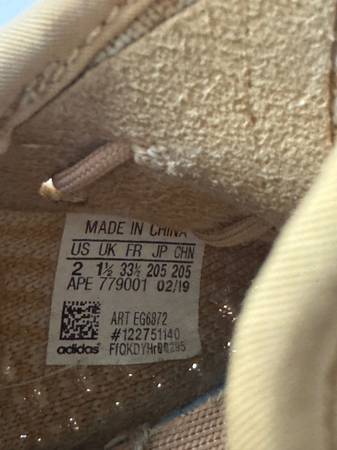 MADE IN CHINA
US UK FR JP CHN
2 1½ 33½ 205 205
APE 779001 02/19
ART EG6872
#122751140
adidas